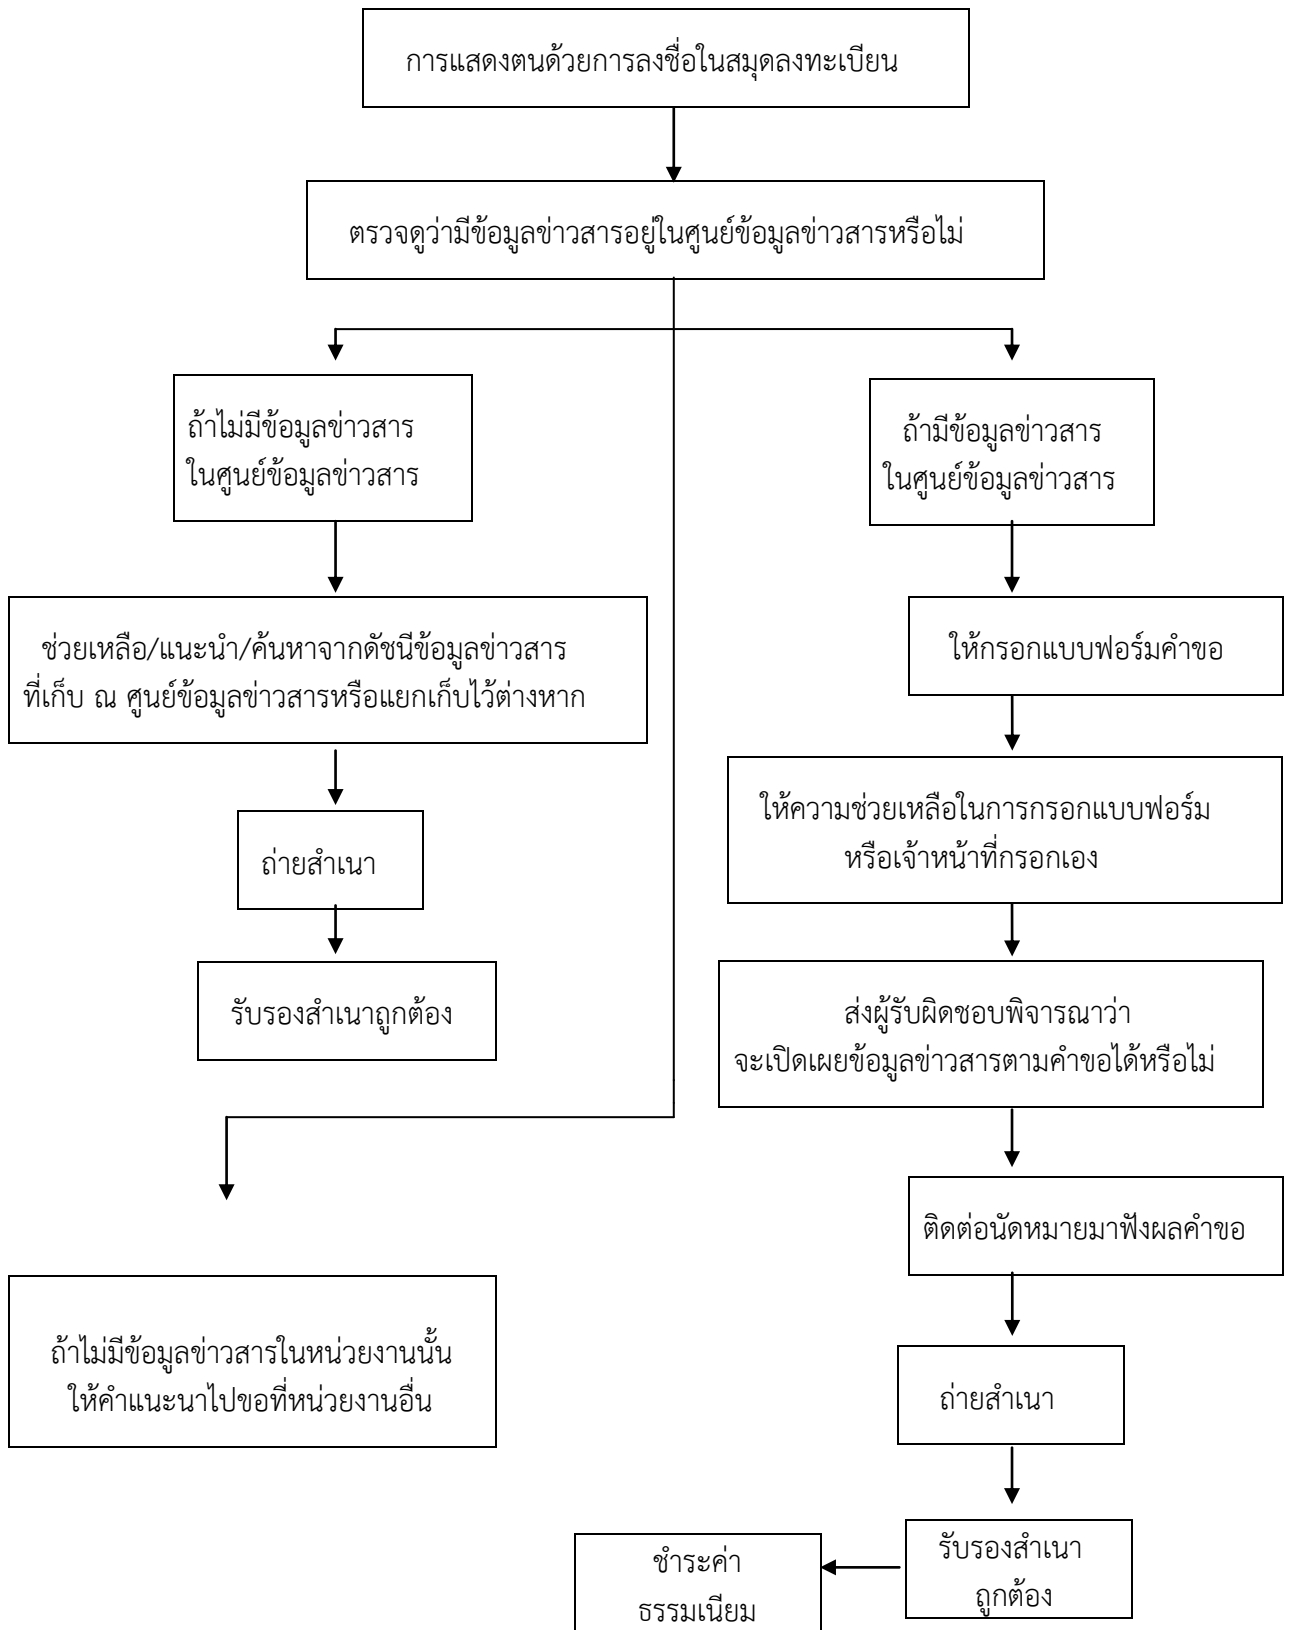 การแสดงตนด้วยการลงชื่อในสมุดลงทะเบียน
ตรวจดูว่ามีข้อมูลข่าวสารอยู่ในศูนย์ข้อมูลข่าวสารหรือไม่
ถ้าไม่มีข้อมูลข่าวสาร
ในศูนย์ข้อมูลข่าวสาร
ช่วยเหลือ/แนะนำ/ค้นหาจากดัชนีข้อมูลข่าวสาร
ที่เก็บ ณ ศูนย์ข้อมูลข่าวสารหรือแยกเก็บไว้ต่างหาก
ถ่ายสำเนา
รับรองสำเนาถูกต้อง
ถ้าไม่มีข้อมูลข่าวสารในหน่วยงานนั้น
ให้คำแนะนาไปขอที่หน่วยงานอื่น
ถ้ามีข้อมูลข่าวสาร
ในศูนย์ข้อมูลข่าวสาร
ให้กรอกแบบฟอร์มคำขอ
ให้ความช่วยเหลือในการกรอกแบบฟอร์ม
หรือเจ้าหน้าที่กรอกเอง
ส่งผู้รับผิดชอบพิจารณาว่า
จะเปิดเผยข้อมูลข่าวสารตามคำขอได้หรือไม่
ติดต่อนัดหมายมาฟังผลคำขอ
ถ่ายสำเนา
รับรองสำเนา
ถูกต้อง
ชำระค่า
ธรรมเนียม